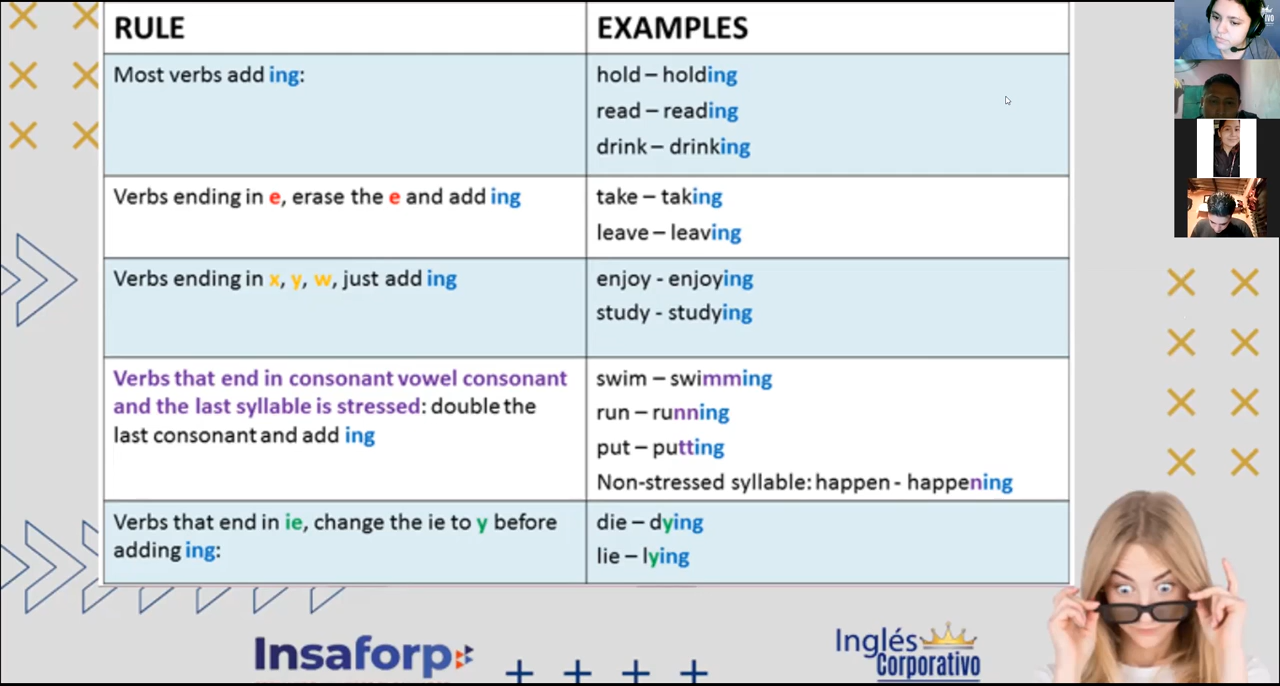 RULE
EXAMPLES
Most verbs add ing:
hold – holding
read – reading
drink – drinking
Verbs ending in e, erase the e and add ing
take – taking
leave – leaving
Verbs ending in x, y, w, just add ing
enjoy - enjoying
study - studying
Verbs that end in consonant vowel consonant
and the last syllable is stressed: double the
last consonant and add ing
swim – swimming
run – running
put – putting
Non-stressed syllable: happen - happening
Verbs that end in ie, change the ie to y before
adding ing:
die – dying
lie – lying
Insaforp
Inglés
Corporativo